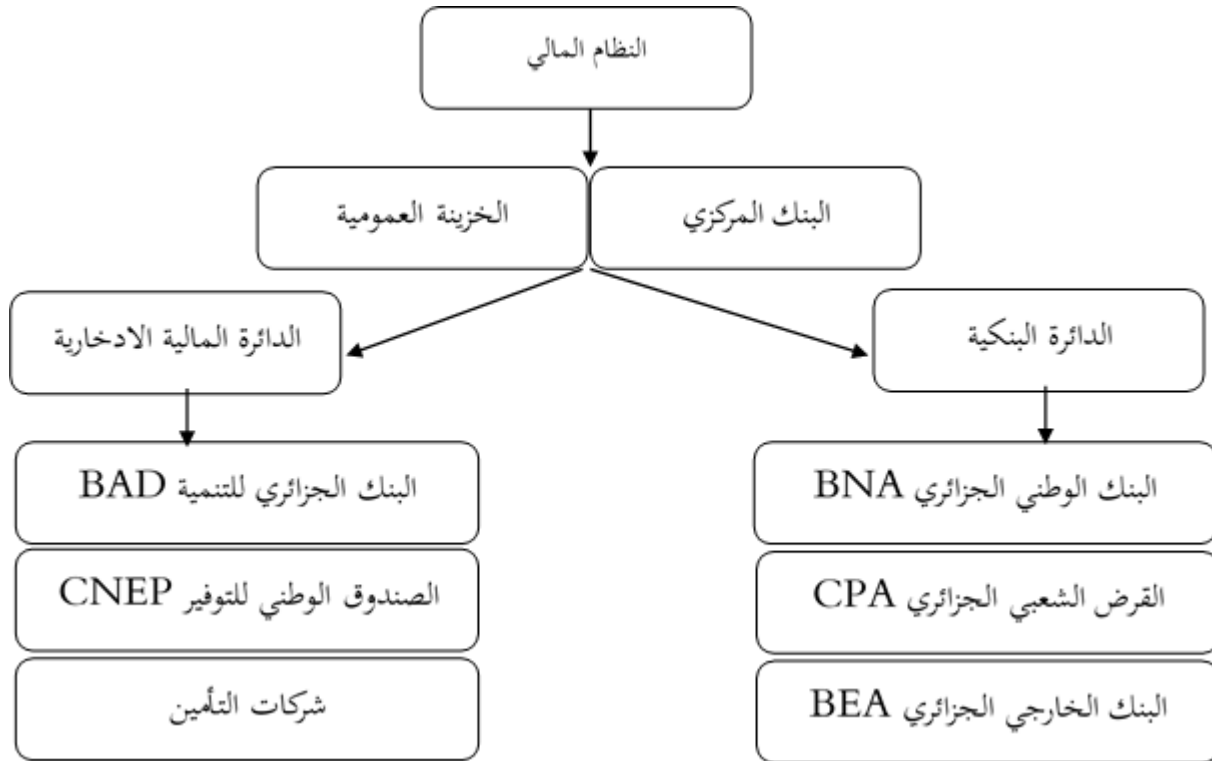 النظام المالي
البنك المركزي
الخزينة العمومية
الدائرة البنكية
الدائرة المالية الادخارية
البنك الوطني الجزائري BNA
القرض الشعبي الجزائري CPA
البنك الخارجي الجزائري BEA
البنك الجزائري للتنمية BAD
الصندوق الوطني للتوفير CNEP
شركات التأمين